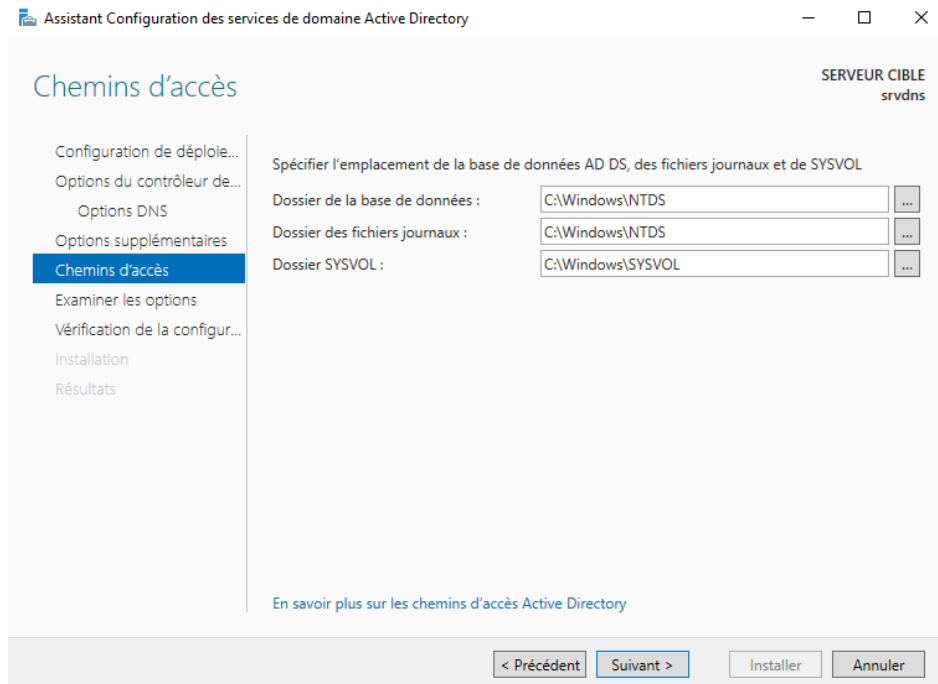 Assistant Configuration des services de domaine Active Directory
Chemins d'accès
SERVEUR CIBLE
srvdns
Configuration de déploie...
Options du contrôleur de...
Options DNS
Options supplémentaires
Chemins d'accès
Examiner les options
Vérification de la configur...
Installation
Résultats
Spécifier l'emplacement de la base de données AD DS, des fichiers journaux et de SYSVOL
Dossier de la base de données : C:\Windows\NTDS ...
Dossier des fichiers journaux : C:\Windows\NTDS ...
Dossier SYSVOL : C:\Windows\SYSVOL ...
En savoir plus sur les chemins d'accès Active Directory
< Précédent Suivant > Installer Annuler